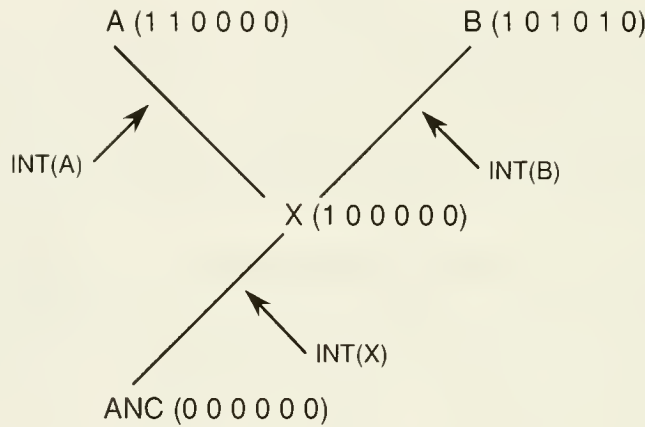 A (1 1 0 0 0 0)
B (1 0 1 0 1 0)
INT(A)
INT(B)
X (1 0 0 0 0 0)
INT(X)
ANC (0 0 0 0 0 0)